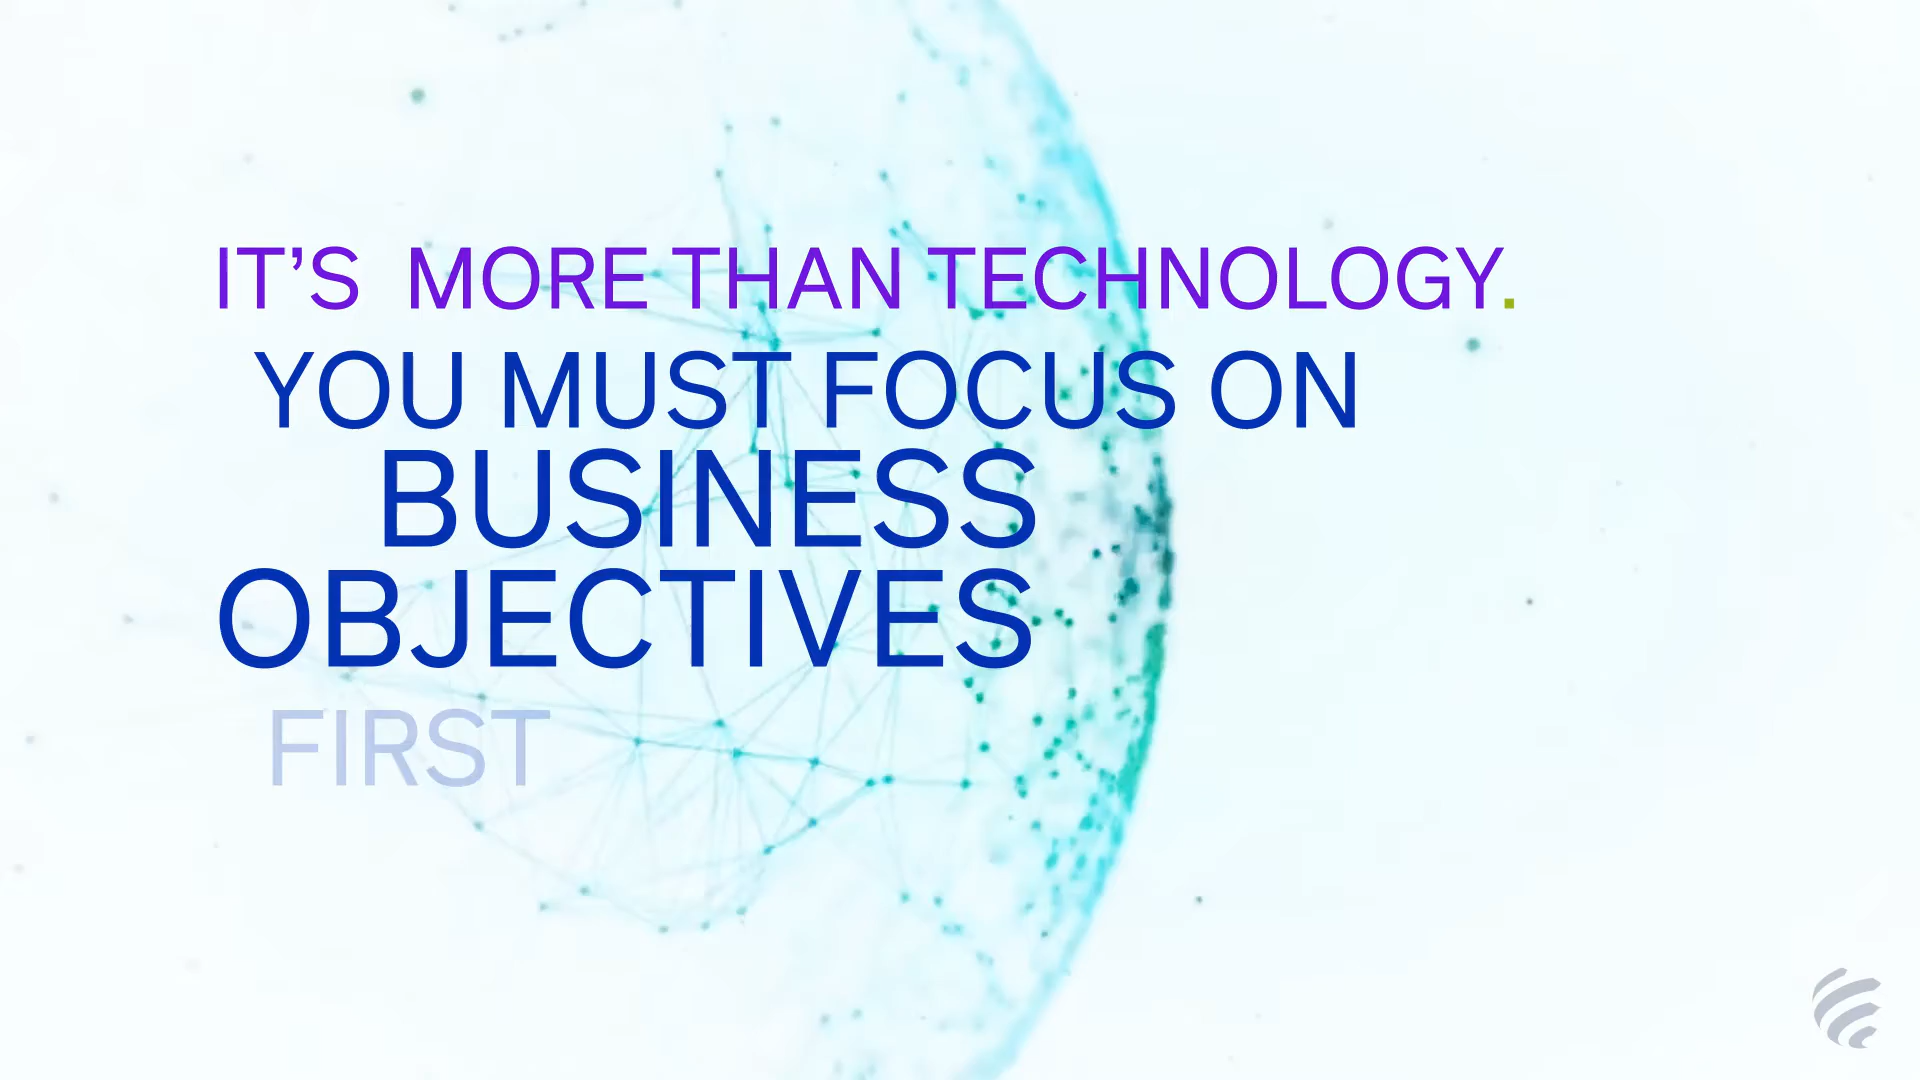 IT’S MORE THAN TECHNOLOGY.
YOU MUST FOCUS ON
BUSINESS
OBJECTIVES
FIRST